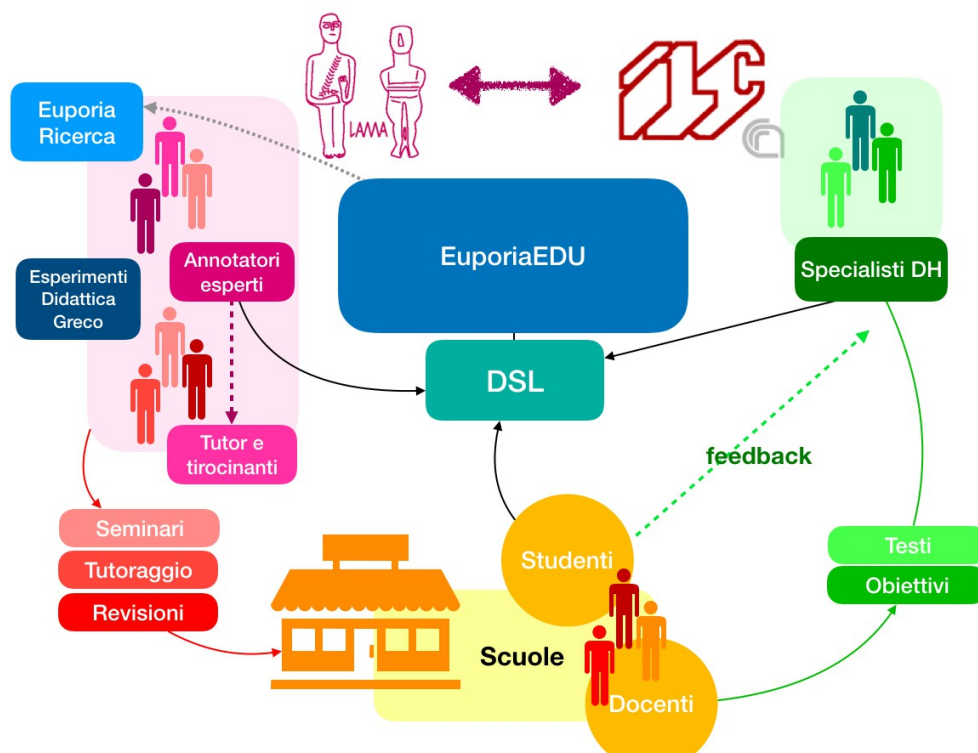 LAMA
ilc
Euporia
Ricerca
EuporiaEDU
Annotatori
esperti
Specialisti DH
Esperimenti
Didattica
Greco
DSL
Tutor e
tirocinanti
feedback
Seminari
Tutoraggio
Revisioni
Studenti
Testi
Obiettivi
Scuole
Docenti